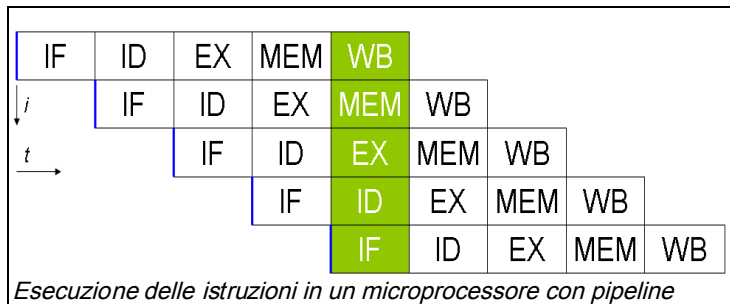 IF ID EX MEM WB
i IF ID EX MEM WB
t IF ID EX MEM WB
IF ID EX MEM WB
IF ID EX MEM WB
Esecuzione delle istruzioni in un microprocessore con pipeline